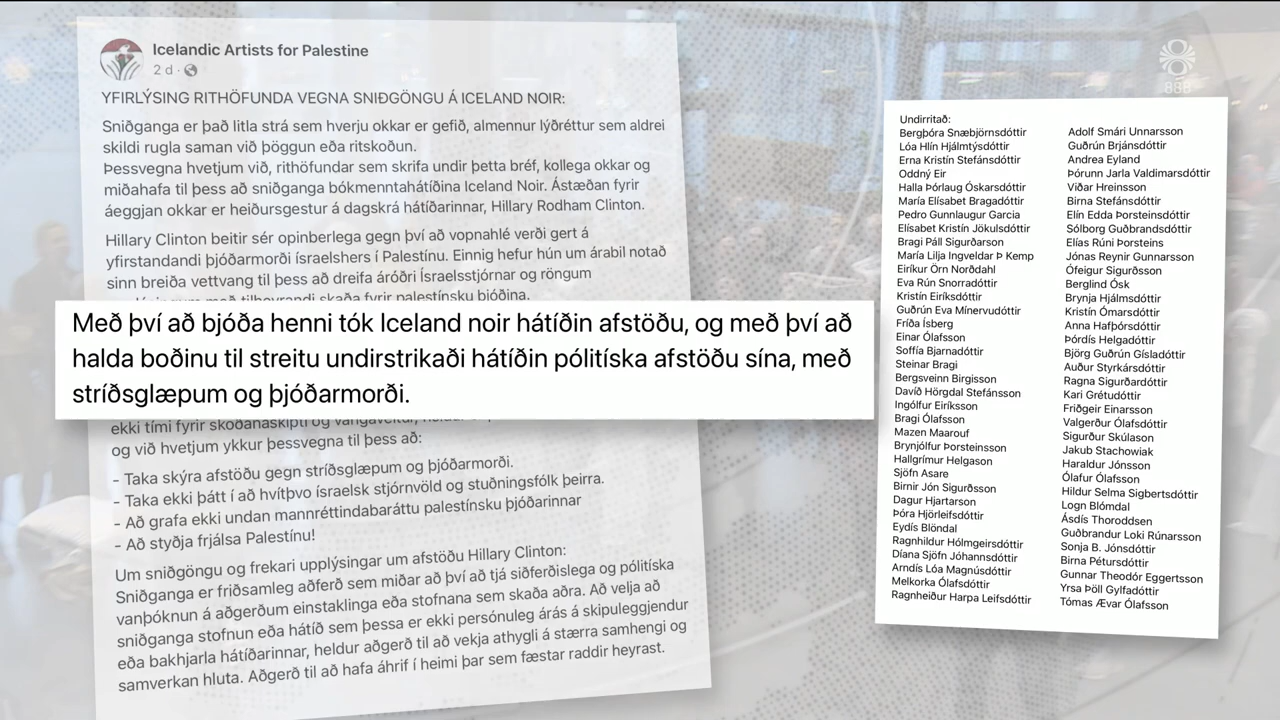 Icelandic Artists for Palestine
2 d ·
YFIRLÝSING RITHÖFUNDA VEGNA SNIÐGÖNGU Á ICELAND NOIR:
Sniðganga er það litla strá sem hverju okkar er gefið, almennur lýðréttur sem aldrei
skildi rugla saman við þöggun eða ritskoðun.
Þessvegna hvetjum við, rithöfundar sem skrifa undir þetta bréf, kollega okkar og
miðahafa til þess að sniðganga bókmenntahátíðina Iceland Noir. Ástæðan fyrir
áeggjan okkar er heiðursgestur á dagskrá hátíðarinnar, Hillary Rodham Clinton.
Hillary Clinton beitir sér opinberlega gegn því að vopnahlé verði gert á
yfirstandandi þjóðarmorði ísraelshers í Palestínu. Einnig hefur hún um árabil notað
sinn breiða vettvang til þess að dreifa áróðri Ísraelsstjórnar og röngum
með tilheyrandi skaða fyrir palestínsku þjóðina.
Með því að bjóða henni tók Iceland noir hátíðin afstöðu, og með því að
halda boðinu til streitu undirstrikaði hátíðin pólitíska afstöðu sína, með
stríðsglæpum og þjóðarmorði.
ekki tími fyrir skoðanaskipti og vangaveltur,
og við hvetjum ykkur þessvegna til þess að:
- Taka skýra afstöðu gegn stríðsglæpum og þjóðarmorði.
- Taka ekki þátt í að hvítþvo ísraelsk stjórnvöld og stuðningsfólk þeirra.
- Að grafa ekki undan mannréttindabaráttu palestínsku þjóðarinnar
- Að styðja frjálsa Palestínu!
Um sniðgöngu og frekari upplýsingar um afstöðu Hillary Clinton:
Sniðganga er friðsamleg aðferð sem miðar að því að tjá siðferðislega og pólitíska
vanþóknun á aðgerðum einstaklinga eða stofnana sem skaða aðra. Að velja að
sniðganga stofnun eða hátíð sem þessa er ekki persónuleg árás á skipuleggjendur
eða bakhjarla hátíðarinnar, heldur aðgerð til að vekja athygli á stærra samhengi og
samverkan hluta. Aðgerð til að hafa áhrif í heimi þar sem fæstar raddir heyrast.
888
Undirritað:
Bergþóra Snæbjörnsdóttir
Lóa Hlín Hjálmtýsdóttir
Erna Kristín Stefánsdóttir
Oddný Eir
Halla Þórlaug Óskarsdóttir
María Elísabet Bragadóttir
Pedro Gunnlaugur Garcia
Elísabet Kristín Jökulsdóttir
Bragi Páll Sigurðarson
María Lilja Ingveldar Þ Kemp
Eiríkur Örn Norðdahl
Eva Rún Snorradóttir
Kristín Eiríksdóttir
Guðrún Eva Mínervudóttir
Fríða Ísberg
Einar Ólafsson
Soffía Bjarnadóttir
Steinar Bragi
Bergsveinn Birgisson
Davíð Hörgdal Stefánsson
Ingólfur Eiríksson
Bragi Ólafsson
Mazen Maarouf
Brynjólfur Þorsteinsson
Hallgrímur Helgason
Sjöfn Asare
Birnir Jón Sigurðsson
Dagur Hjartarson
Þóra Hjörleifsdóttir
Eydís Blöndal
Ragnhildur Hólmgeirsdóttir
Díana Sjöfn Jóhannsdóttir
Arndís Lóa Magnúsdóttir
Melkorka Ólafsdóttir
Ragnheiður Harpa Leifsdóttir
Adolf Smári Unnarsson
Guðrún Brjánsdóttir
Andrea Eyland
Þórunn Jarla Valdimarsdóttir
Viðar Hreinsson
Birna Stefánsdóttir
Elín Edda Þorsteinsdóttir
Sólborg Guðbrandsdóttir
Elías Rúni Þorsteins
Jónas Reynir Gunnarsson
Ófeigur Sigurðsson
Berglind Ósk
Brynja Hjálmsdóttir
Kristín Ómarsdóttir
Anna Hafþórsdóttir
Þórdís Helgadóttir
Björg Guðrún Gísladóttir
Auður Styrkársdóttir
Ragna Sigurðardóttir
Kari Grétudóttir
Friðgeir Einarsson
Valgerður Ólafsdóttir
Sigurður Skúlason
Jakub Stachowiak
Haraldur Jónsson
Ólafur Ólafsson
Hildur Selma Sigbertsdóttir
Logn Blómdal
Ásdís Thoroddsen
Guðbrandur Loki Rúnarsson
Sonja B. Jónsdóttir
Birna Pétursdóttir
Gunnar Theodór Eggertsson
Yrsa Þöll Gylfadóttir
Tómas Ævar Ólafsson